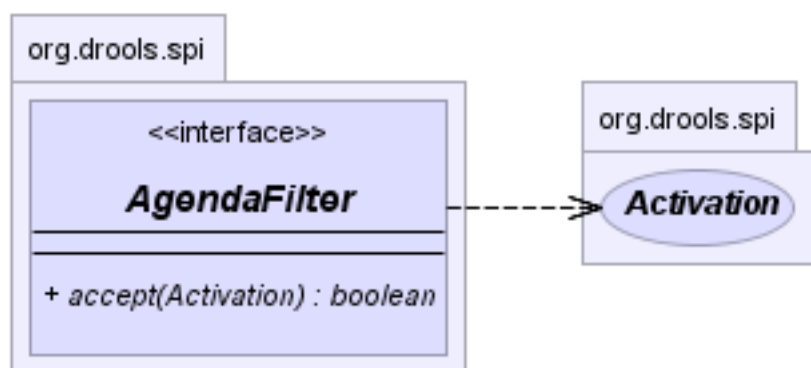 org.drools.spi
<<interface>>
AgendaFilter
+ accept(Activation) : boolean
org.drools.spi
Activation